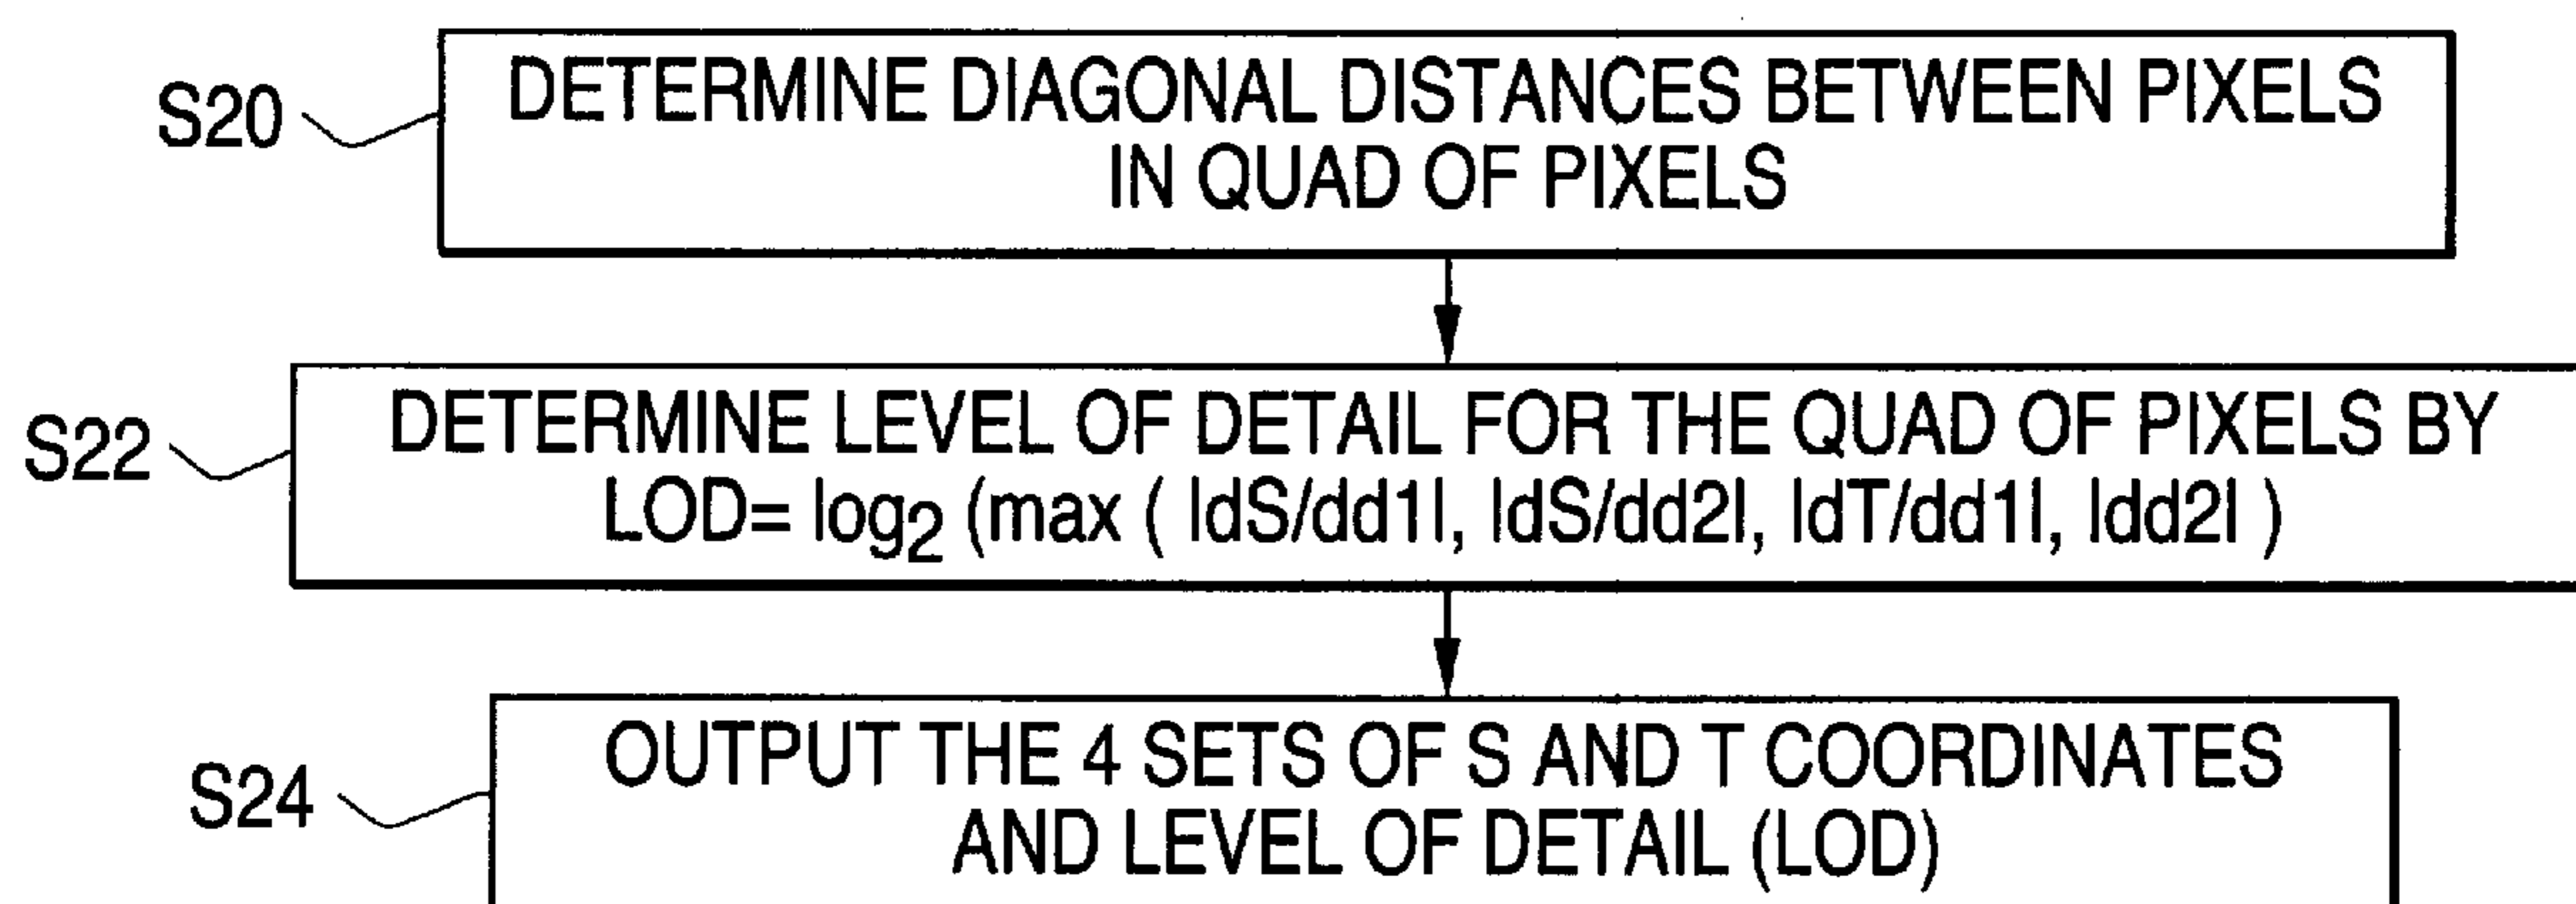 S20
DETERMINE DIAGONAL DISTANCES BETWEEN PIXELS
IN QUAD OF PIXELS
S22
DETERMINE LEVEL OF DETAIL FOR THE QUAD OF PIXELS BY
LOD= log2 (max ( |dS/dd1|, |dS/dd2|, |dT/dd1|, |dd2| )
S24
OUTPUT THE 4 SETS OF S AND T COORDINATES
AND LEVEL OF DETAIL (LOD)